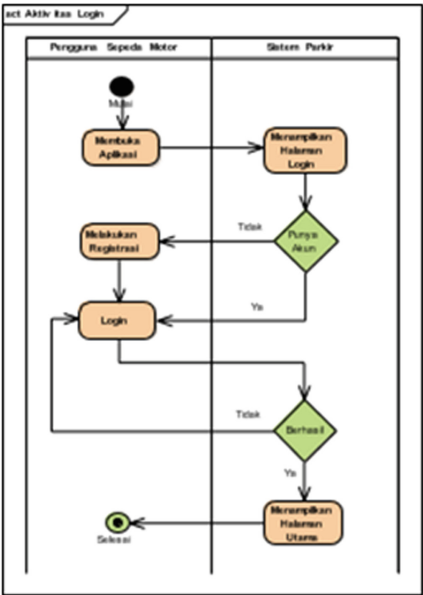 act Aktivitas Login
Pengguna Sepeda Motor
Sistem Parkir
Mulai
Membuka
Aplikasi
Menampilkan
Halaman
Login
Punya
Akun
Tidak
Melakukan
Registrasi
Ya
Login
Tidak
Berhasil
Ya
Menampilkan
Halaman
Utama
Selesai